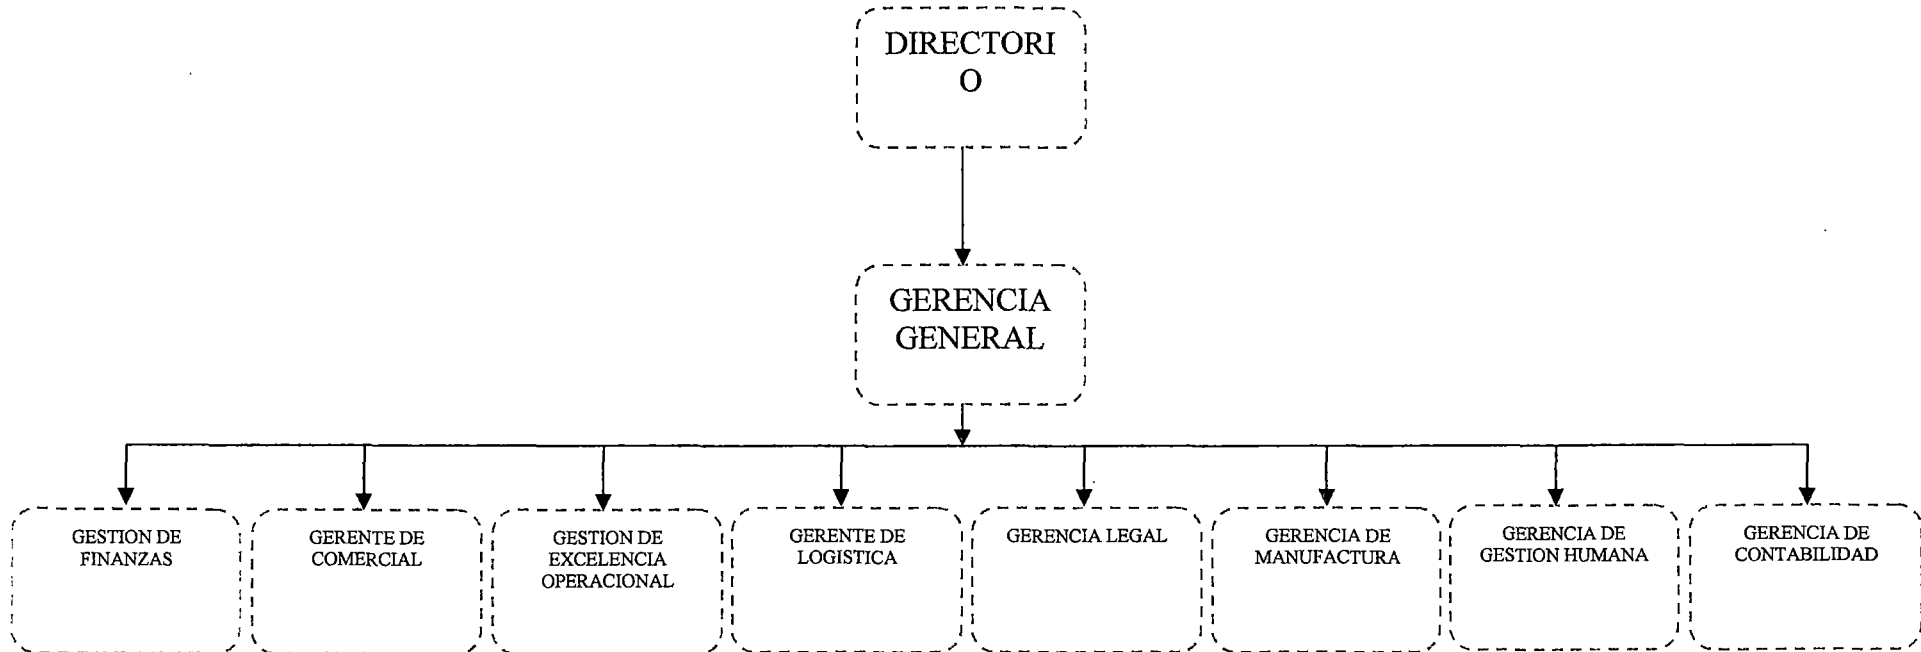 DIRECTORI
O
GERENCIA
GENERAL
GESTION DE
FINANZAS
GERENTE DE
COMERCIAL
GESTION DE
EXCELENCIA
OPERACIONAL
GERENTE DE
LOGISTICA
GERENCIA LEGAL
GERENCIA DE
MANUFACTURA
GERENCIA DE
GESTION HUMANA
GERENCIA DE
CONTABILIDAD